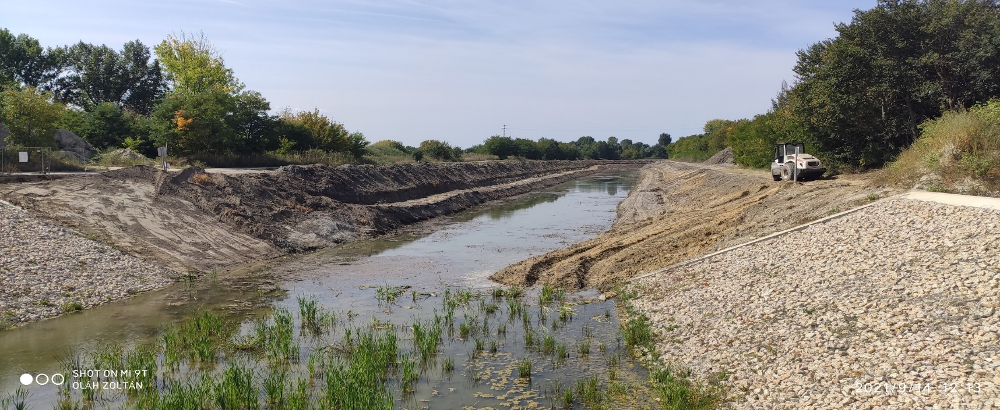 SHOT ON MI 9T
OLÁH ZOLTÁN
2021/9/14 12:13